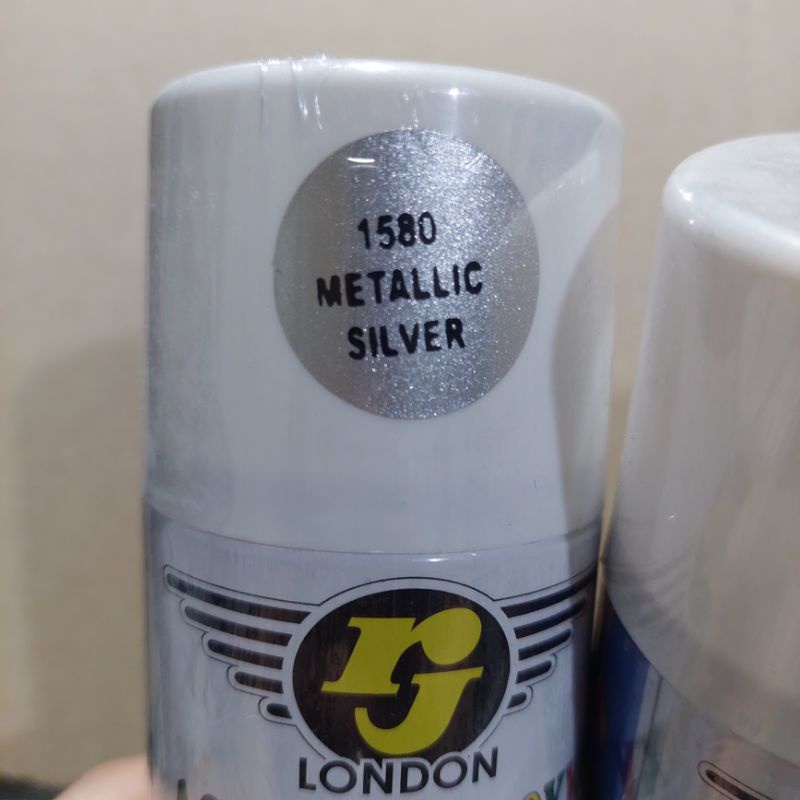 1580
METALLIC
SILVER
rj
LONDON